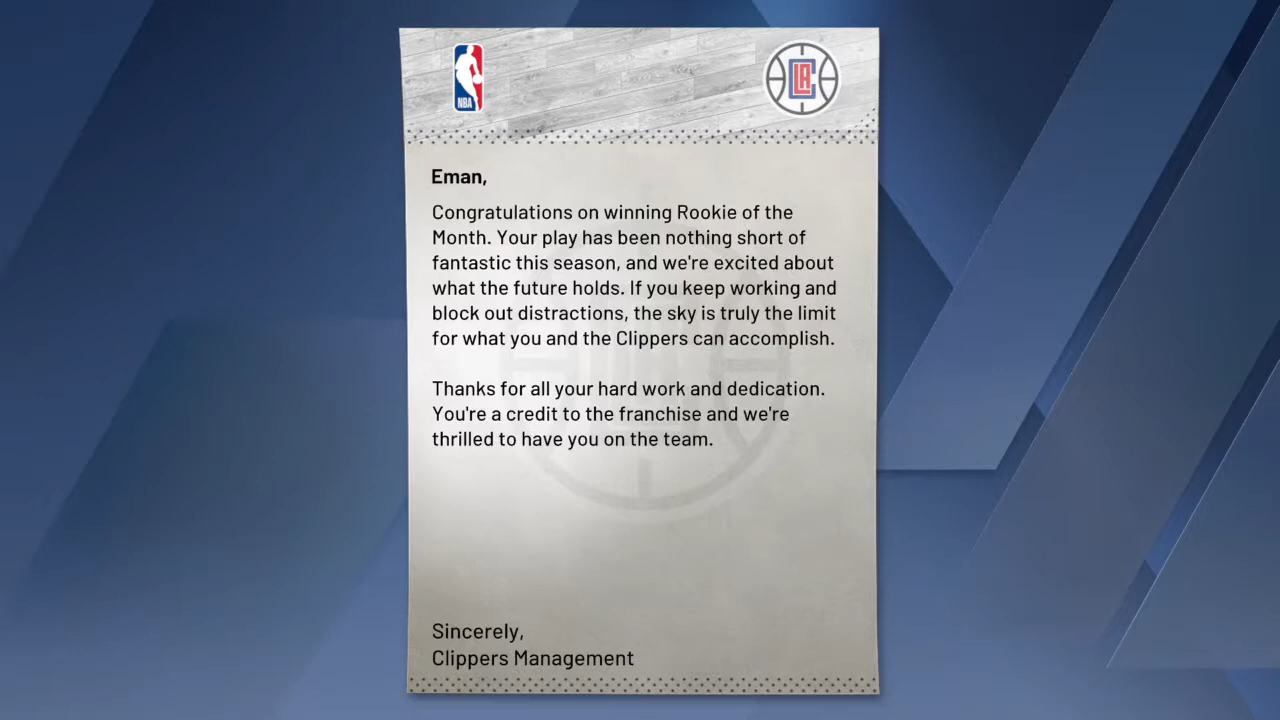 NBA
LA
Eman,
Congratulations on winning Rookie of the
Month. Your play has been nothing short of
fantastic this season, and we're excited about
what the future holds. If you keep working and
block out distractions, the sky is truly the limit
for what you and the Clippers can accomplish.
Thanks for all your hard work and dedication.
You're a credit to the franchise and we're
thrilled to have you on the team.
Sincerely,
Clippers Management